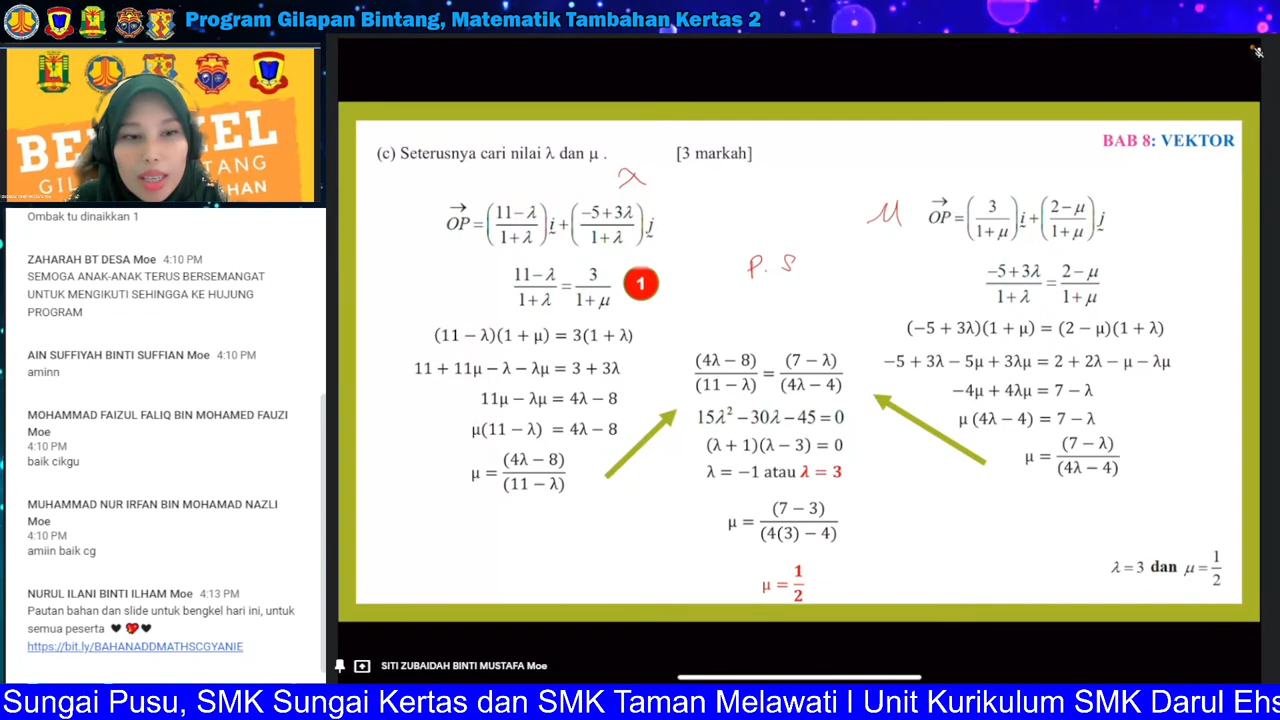 Program Gilapan Bintang, Matematik Tambahan Kertas 2
BENGKEL
Ombak tu dinaikkan 1
ZAHARAH BT DESA Moe 4:10 PM
SEMOGA ANAK-ANAK TERUS BERSEMANGAT
UNTUK MENGIKUTI SEHINGGA KE HUJUNG
PROGRAM
AIN SUFFIYAH BINTI SUFFIAN Moe 4:10 PM
aminn
MOHAMMAD FAIZUL FALIQ BIN MOHAMED FAUZI
Moe
4:10 PM
baik cikgu
MUHAMMAD NUR IRFAN BIN MOHAMAD NAZLI
Moe
4:10 PM
amiin baik cg
NURUL ILANI BINTI ILHAM Moe 4:13 PM
Pautan bahan dan slide untuk bengkel hari ini, untuk
semua peserta 🖤 💝 🖤
https://bit.ly/BAHANADDMATHSCGYANIE
BAB 8: VEKTOR
(c) Seterusnya cari nilai λ dan μ . [3 markah]
λ
→OP = ((11−λ)/(1+λ)) i + ((−5+3λ)/(1+λ)) j
(11−λ)/(1+λ) = 3/(1+μ)
1
(11 − λ)(1 + μ) = 3(1 + λ)
11 + 11μ − λ − λμ = 3 + 3λ
11μ − λμ = 4λ − 8
μ(11 − λ) = 4λ − 8
μ = (4λ − 8)/(11 − λ)
P. S
(4λ − 8)/(11 − λ) = (7 − λ)/(4λ − 4)
15λ² − 30λ − 45 = 0
(λ + 1)(λ − 3) = 0
λ = −1 atau λ = 3
μ = (7 − 3)/(4(3) − 4)
μ = 1/2
μ
→OP = (3/(1+μ)) i + ((2−μ)/(1+μ)) j
(−5+3λ)/(1+λ) = (2−μ)/(1+μ)
(−5 + 3λ)(1 + μ) = (2 − μ)(1 + λ)
−5 + 3λ − 5μ + 3λμ = 2 + 2λ − μ − λμ
−4μ + 4λμ = 7 − λ
μ (4λ − 4) = 7 − λ
μ = (7 − λ)/(4λ − 4)
λ = 3 dan μ = 1/2
SITI ZUBAIDAH BINTI MUSTAFA Moe
Sungai Pusu, SMK Sungai Kertas dan SMK Taman Melawati l Unit Kurikulum SMK Darul Ehs